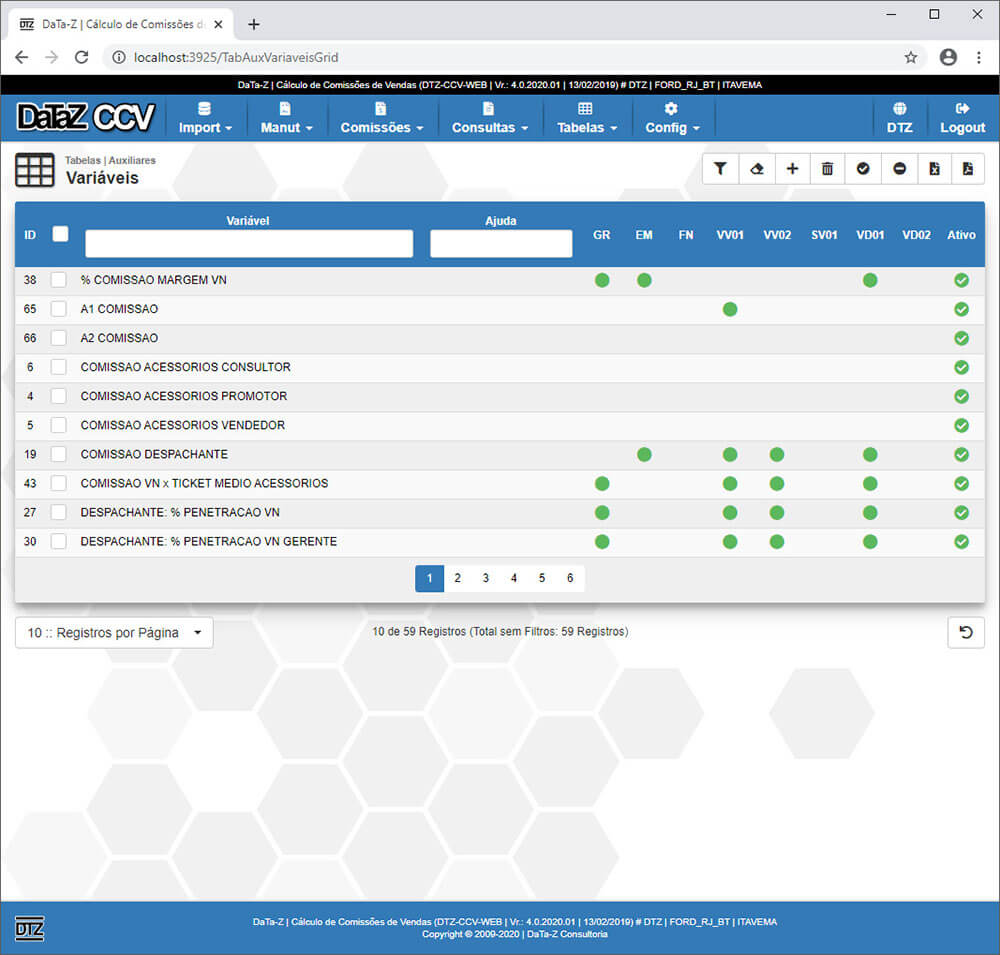 DTZ DaTa-Z | Cálculo de Comissões d
localhost:3925/TabAuxVariaveisGrid
DaTa-Z | Cálculo de Comissões de Vendas (DTZ-CCV-WEB | Vr.: 4.0.2020.01 | 13/02/2019) # DTZ | FORD_RJ_BT | ITAVEMA
DaTaZ CCV
Import Manut Comissões Consultas Tabelas Config DTZ Logout
Tabelas | Auxiliares
Variáveis
ID Variável Ajuda GR EM FN VV01 VV02 SV01 VD01 VD02 Ativo
38 % COMISSAO MARGEM VN
65 A1 COMISSAO
66 A2 COMISSAO
6 COMISSAO ACESSORIOS CONSULTOR
4 COMISSAO ACESSORIOS PROMOTOR
5 COMISSAO ACESSORIOS VENDEDOR
19 COMISSAO DESPACHANTE
43 COMISSAO VN x TICKET MEDIO ACESSORIOS
27 DESPACHANTE: % PENETRACAO VN
30 DESPACHANTE: % PENETRACAO VN GERENTE
1 2 3 4 5 6
10 :: Registros por Página
10 de 59 Registros (Total sem Filtros: 59 Registros)
DTZ
DaTa-Z | Cálculo de Comissões de Vendas (DTZ-CCV-WEB | Vr.: 4.0.2020.01 | 13/02/2019) # DTZ | FORD_RJ_BT | ITAVEMA
Copyright © 2009-2020 | DaTa-Z Consultoria